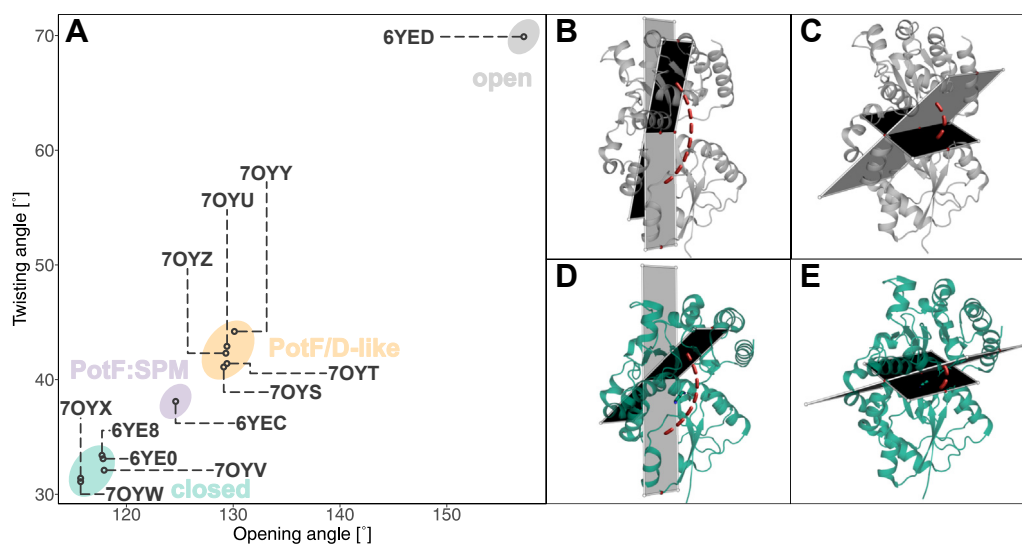 A
B
C
D
E
70
60
50
40
30
Twisting angle [°]
120
130
140
150
Opening angle [°]
6YED
open
7OYY
7OYU
7OYZ
PotF/D-like
7OYT
7OYS
PotF:SPM
6YEC
7OYX
6YE8
6YE0
7OYV
closed
7OYW